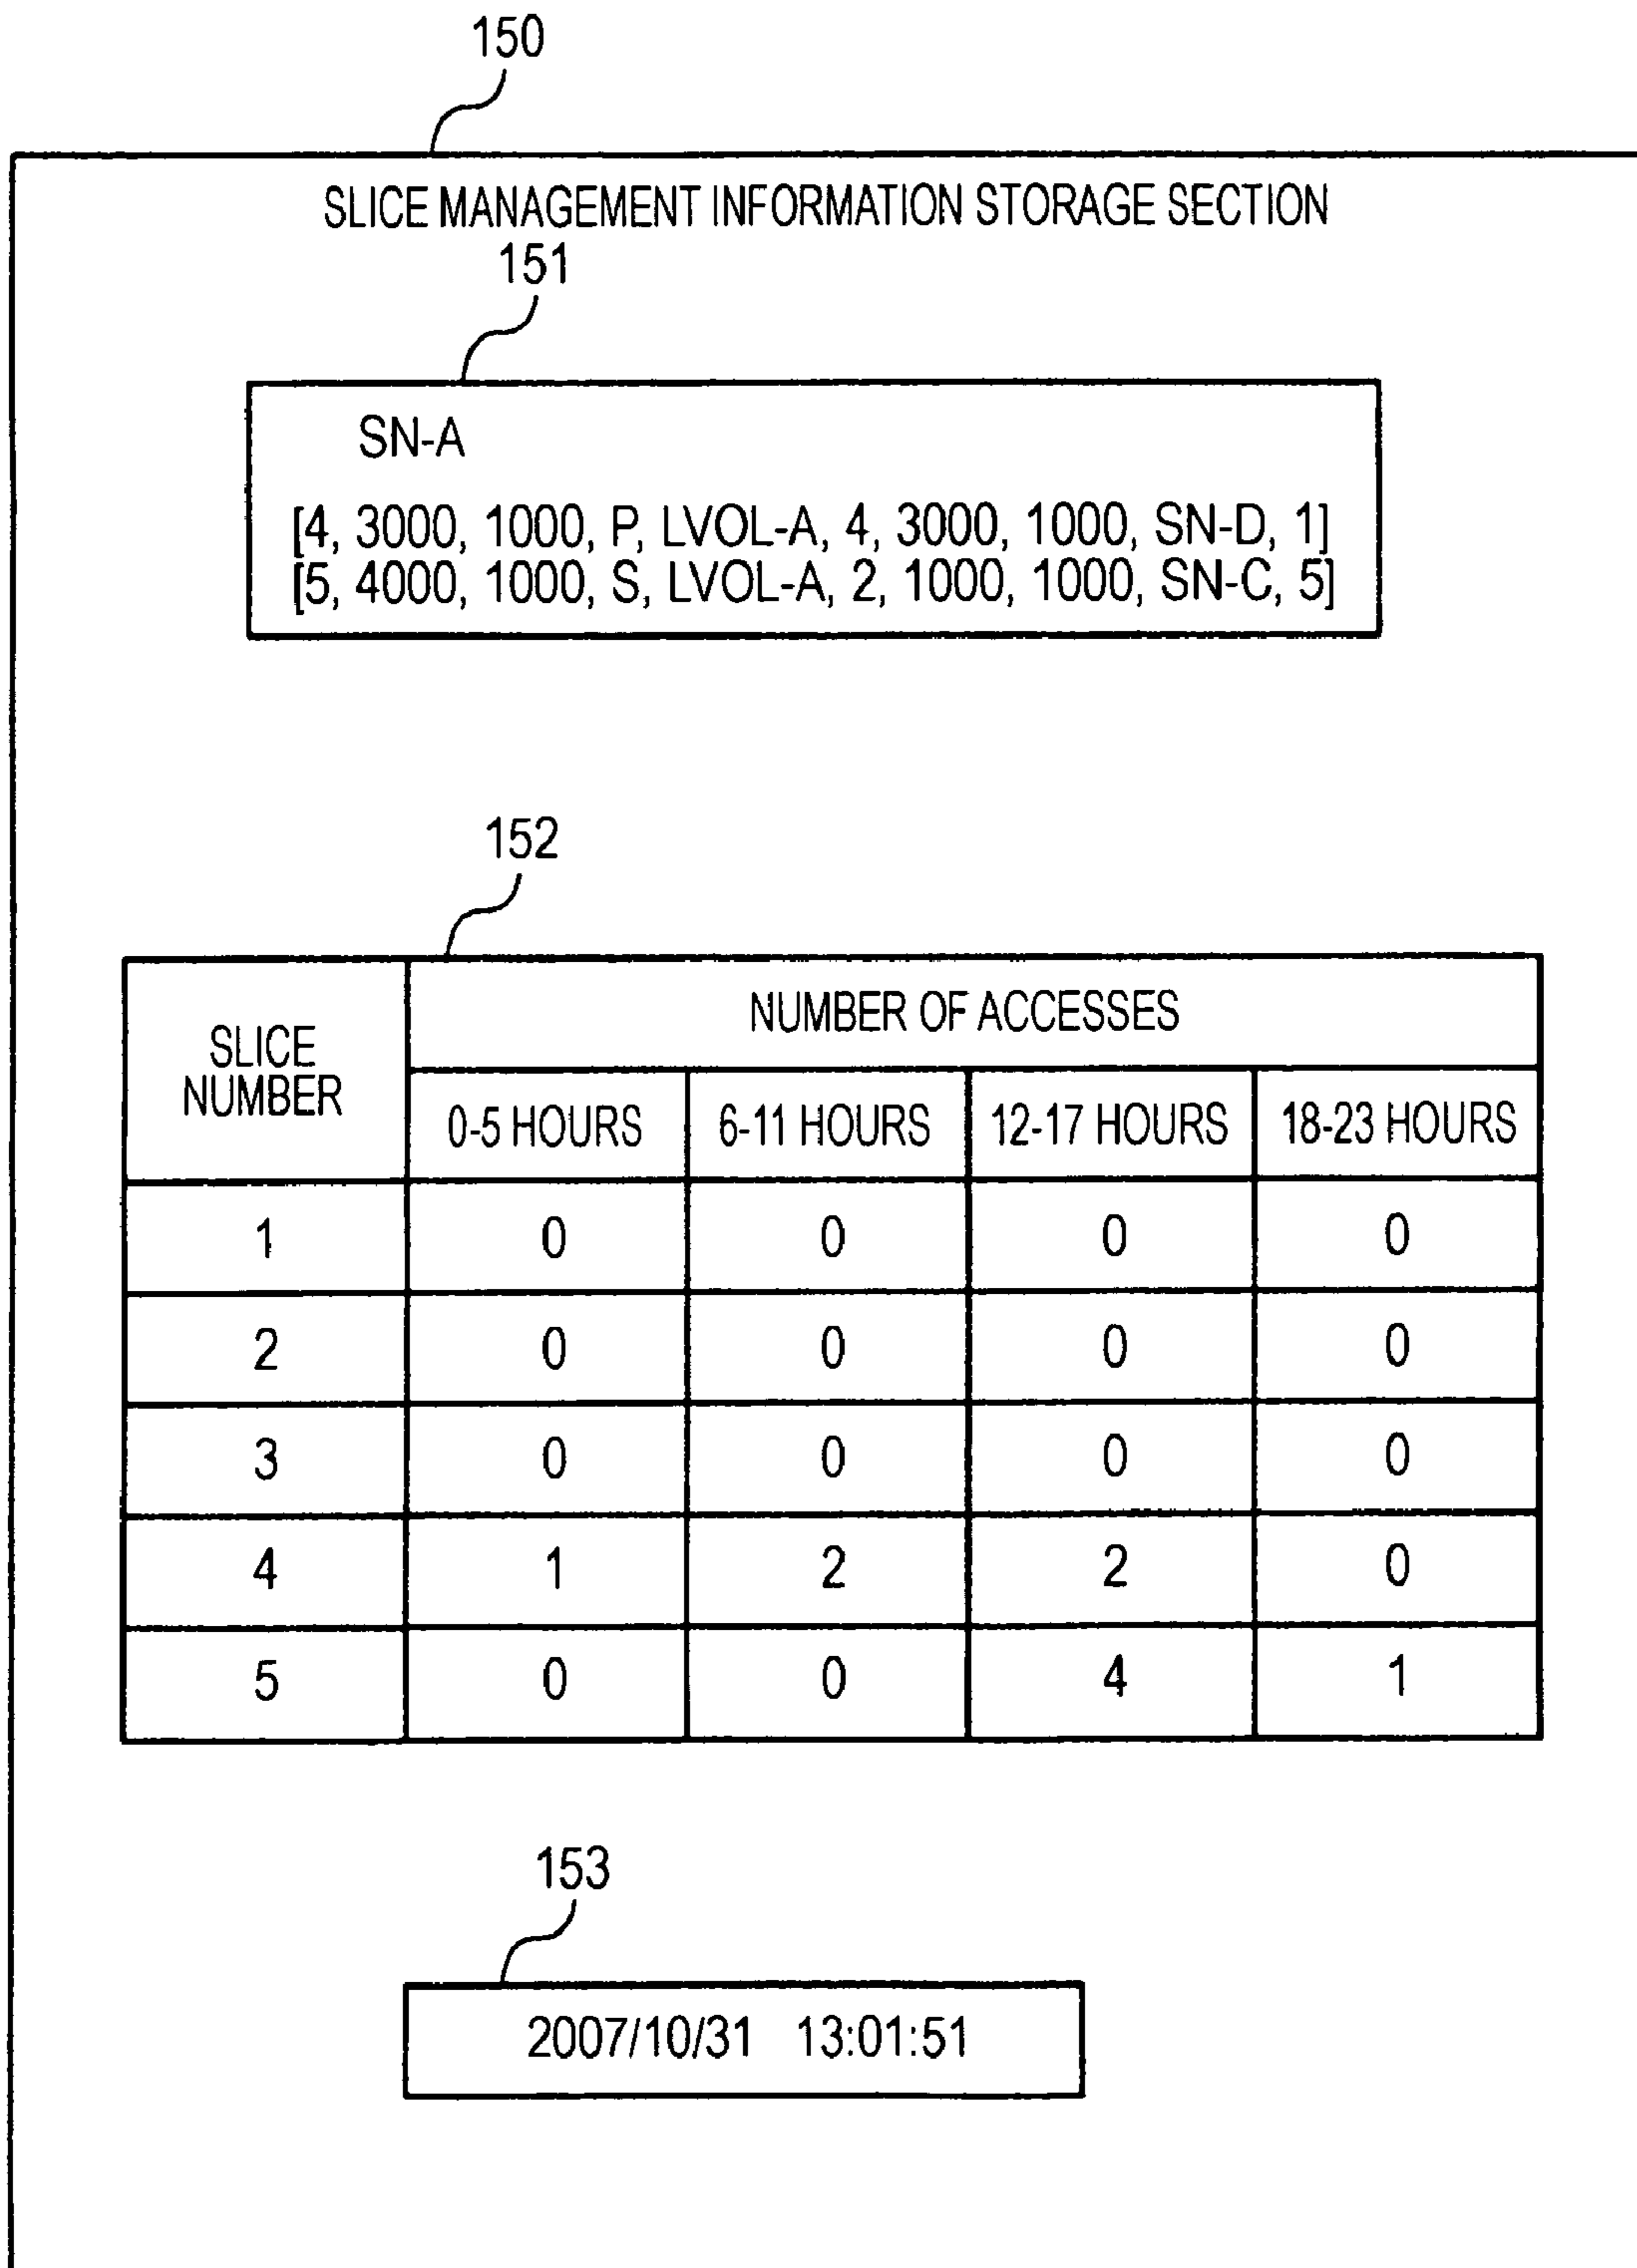 150
SLICE MANAGEMENT INFORMATION STORAGE SECTION
151
SN-A
[4, 3000, 1000, P, LVOL-A, 4, 3000, 1000, SN-D, 1]
[5, 4000, 1000, S, LVOL-A, 2, 1000, 1000, SN-C, 5]
152
SLICE
NUMBER
NUMBER OF ACCESSES
0-5 HOURS 6-11 HOURS 12-17 HOURS 18-23 HOURS
1 0 0 0 0
2 0 0 0 0
3 0 0 0 0
4 1 2 2 0
5 0 0 4 1
153
2007/10/31 13:01:51